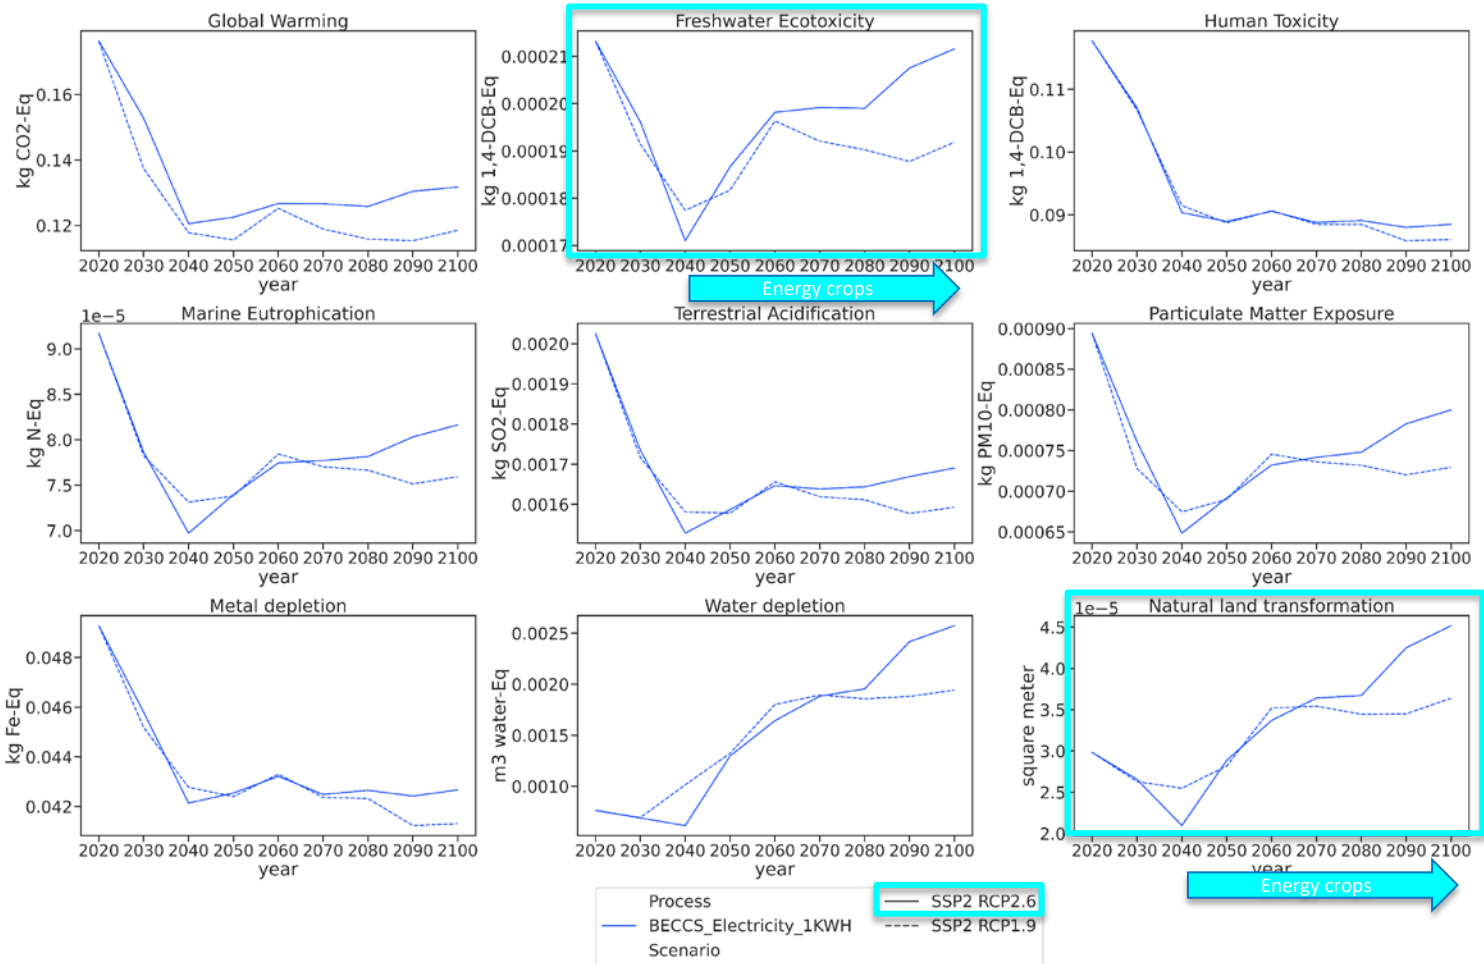 Global Warming
kg CO2-Eq
0.16
0.14
0.12
2020 2030 2040 2050 2060 2070 2080 2090 2100
year
Freshwater Ecotoxicity
kg 1,4-DCB-Eq
0.00021
0.00020
0.00019
0.00018
0.00017
2020 2030 2040 2050 2060 2070 2080 2090 2100
Energy crops
Human Toxicity
kg 1,4-DCB-Eq
0.11
0.10
0.09
2020 2030 2040 2050 2060 2070 2080 2090 2100
year
Marine Eutrophication
1e−5
kg N-Eq
9.0
8.5
8.0
7.5
7.0
2020 2030 2040 2050 2060 2070 2080 2090 2100
year
Terrestrial Acidification
kg SO2-Eq
0.0020
0.0019
0.0018
0.0017
0.0016
2020 2030 2040 2050 2060 2070 2080 2090 2100
year
Particulate Matter Exposure
kg PM10-Eq
0.00090
0.00085
0.00080
0.00075
0.00070
0.00065
2020 2030 2040 2050 2060 2070 2080 2090 2100
year
Metal depletion
kg Fe-Eq
0.048
0.046
0.044
0.042
2020 2030 2040 2050 2060 2070 2080 2090 2100
year
Water depletion
m3 water-Eq
0.0025
0.0020
0.0015
0.0010
2020 2030 2040 2050 2060 2070 2080 2090 2100
year
Natural land transformation
1e−5
square meter
4.5
4.0
3.5
3.0
2.5
2.0
2020 2030 2040 2050 2060 2070 2080 2090 2100
year
Energy crops
Process
BECCS_Electricity_1KWH
Scenario
SSP2 RCP2.6
SSP2 RCP1.9